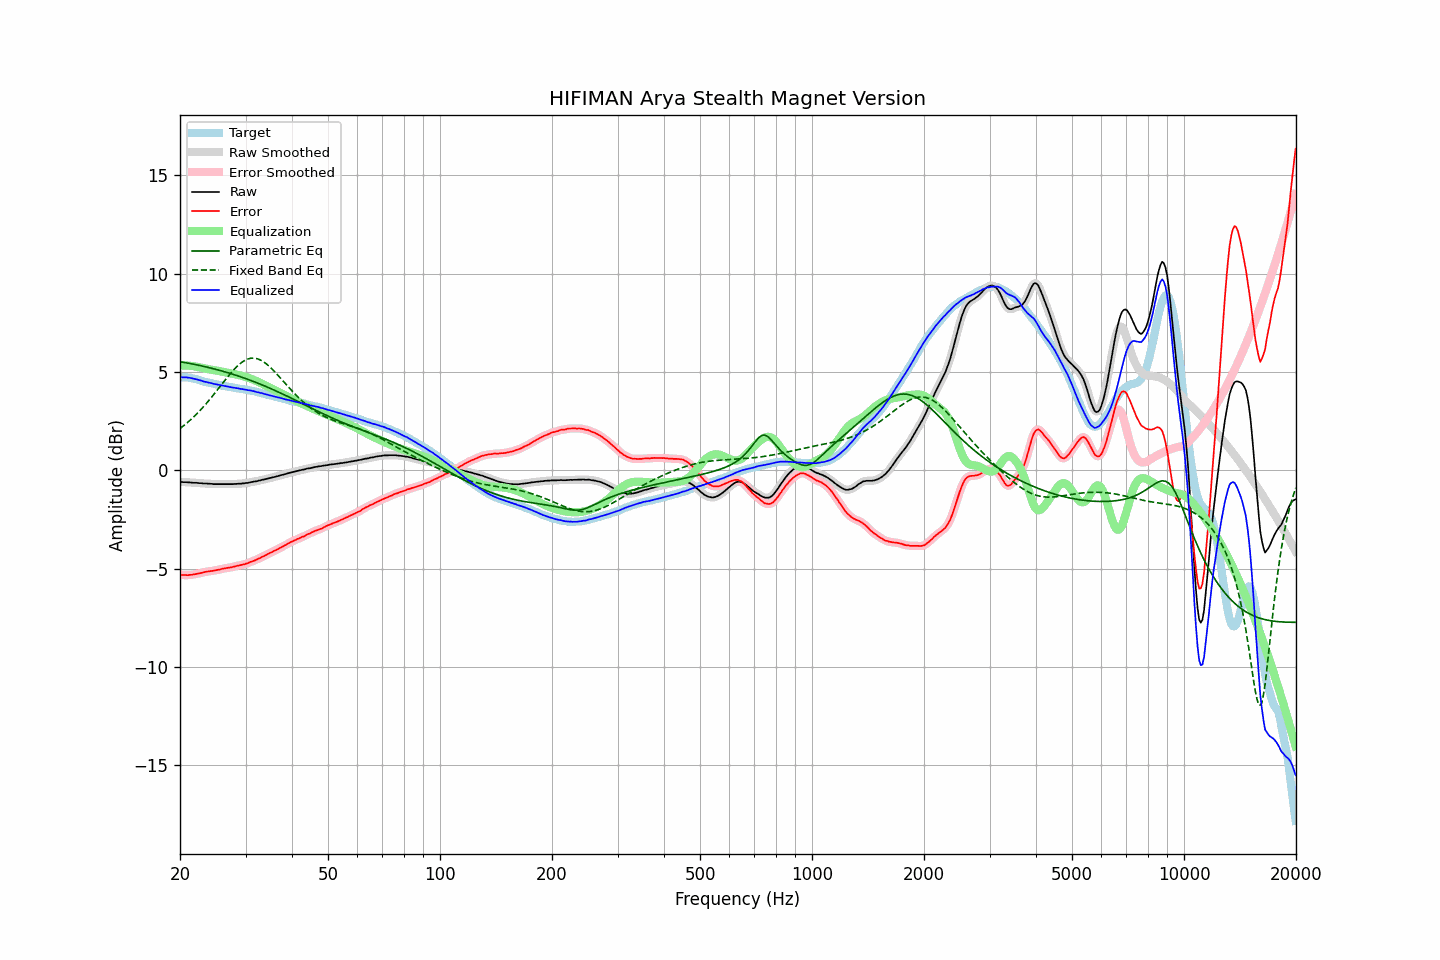 HIFIMAN Arya Stealth Magnet Version
Target
Raw Smoothed
Error Smoothed
Raw
Error
Equalization
Parametric Eq
Fixed Band Eq
Equalized
15
10
5
0
−5
−10
−15
Amplitude (dBr)
20
50
100
200
500
1000
2000
5000
10000
20000
Frequency (Hz)